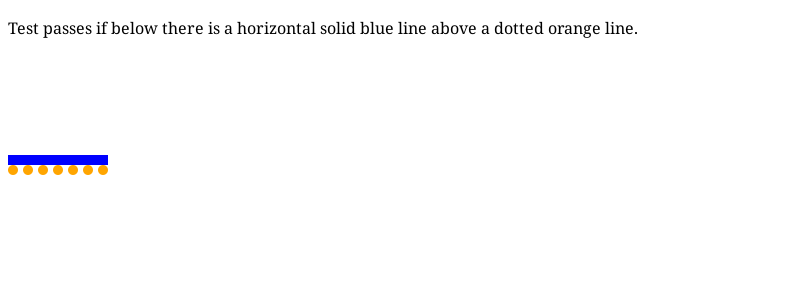 Test passes if below there is a horizontal solid blue line above a dotted orange line.